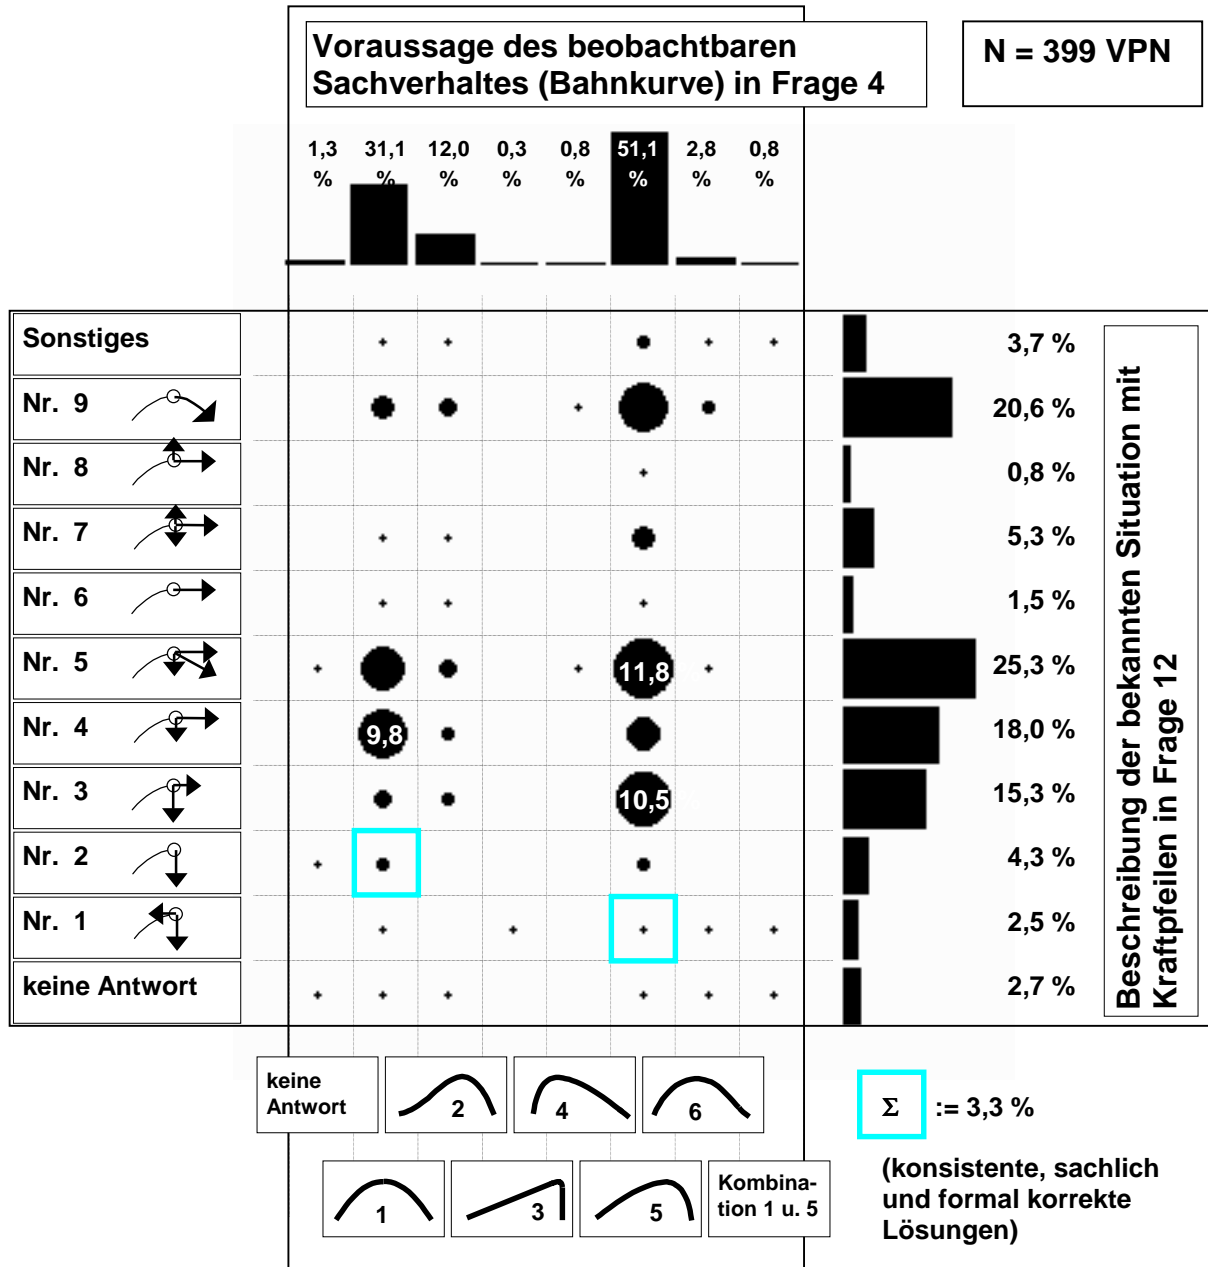 Voraussage des beobachtbaren
Sachverhaltes (Bahnkurve) in Frage 4
N = 399 VPN
1,3 31,1 12,0 0,3 0,8 51,1 2,8 0,8
% % % % % % % %
Sonstiges 3,7 %
Nr. 9 20,6 %
Nr. 8 0,8 %
Nr. 7 5,3 %
Nr. 6 1,5 %
Nr. 5 11,8 % 25,3 %
Nr. 4 9,8 18,0 %
Nr. 3 10,5 % 15,3 %
Nr. 2 4,3 %
Nr. 1 2,5 %
keine Antwort 2,7 %
Beschreibung der bekannten Situation mit
Kraftpfeilen in Frage 12
keine
Antwort
2 4 6
1 3 5
Kombina-
tion 1 u. 5
Σ := 3,3 %
(konsistente, sachlich
und formal korrekte
Lösungen)